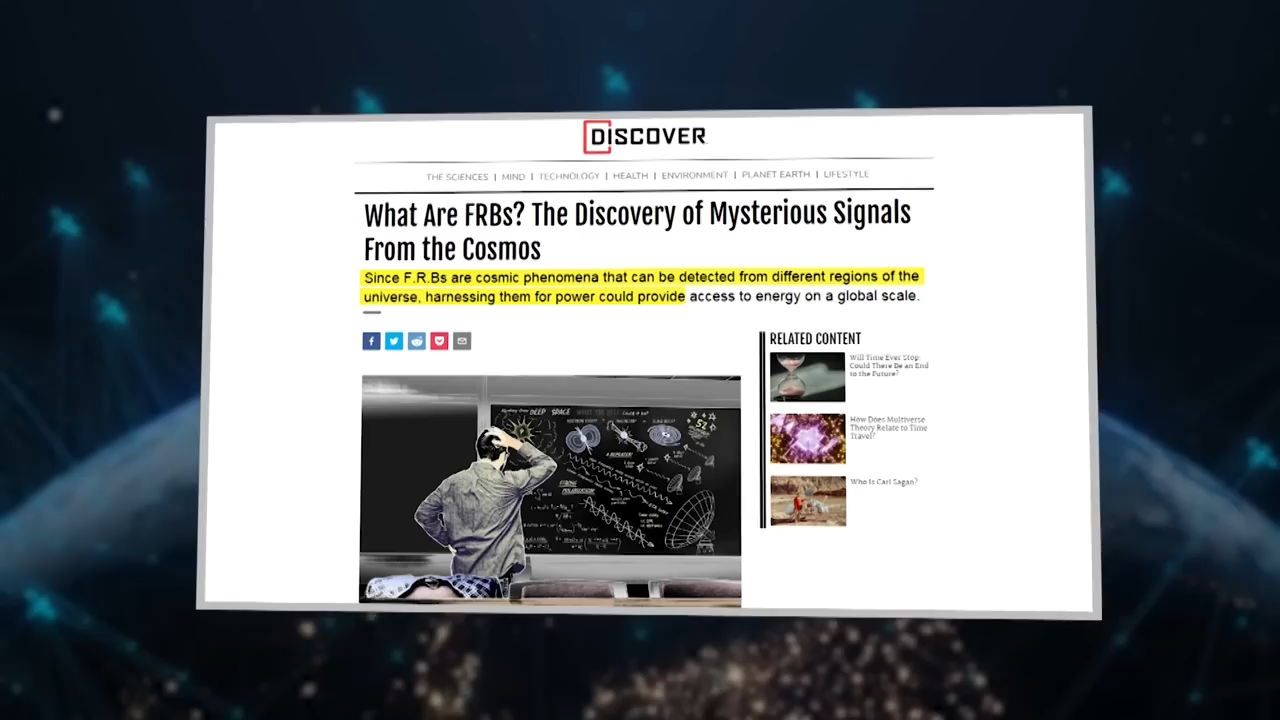 DISCOVER
THE SCIENCES | MIND | TECHNOLOGY | HEALTH | ENVIRONMENT | PLANET EARTH | LIFESTYLE
What Are FRBs? The Discovery of Mysterious Signals
From the Cosmos
Since F.R.Bs are cosmic phenomena that can be detected from different regions of the
universe, harnessing them for power could provide access to energy on a global scale.
RELATED CONTENT
Will Time Ever Stop:
Could There Be an End
to the Future?
How Does Multiverse
Theory Relate to Time
Travel?
Who Is Carl Sagan?
DEEP SPACE
A REPEATER!
STRONG
POLARIZATION